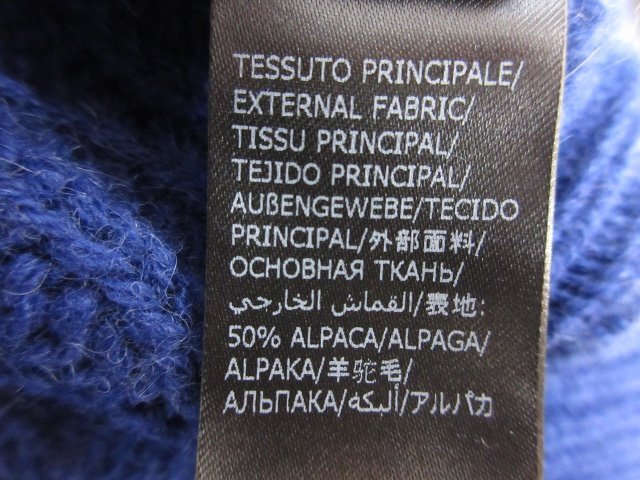 TESSUTO PRINCIPALE/
EXTERNAL FABRIC/
TISSU PRINCIPAL/
TEJIDO PRINCIPAL/
AUßENGEWEBE/TECIDO
PRINCIPAL/外部面料/
ОСНОВНАЯ ТКАНЬ/
القماش الخارجي/表地:
50% ALPACA/ALPAGA/
ALPAKA/羊驼毛/
АЛЬПАКА/ألبكة/アルパカ